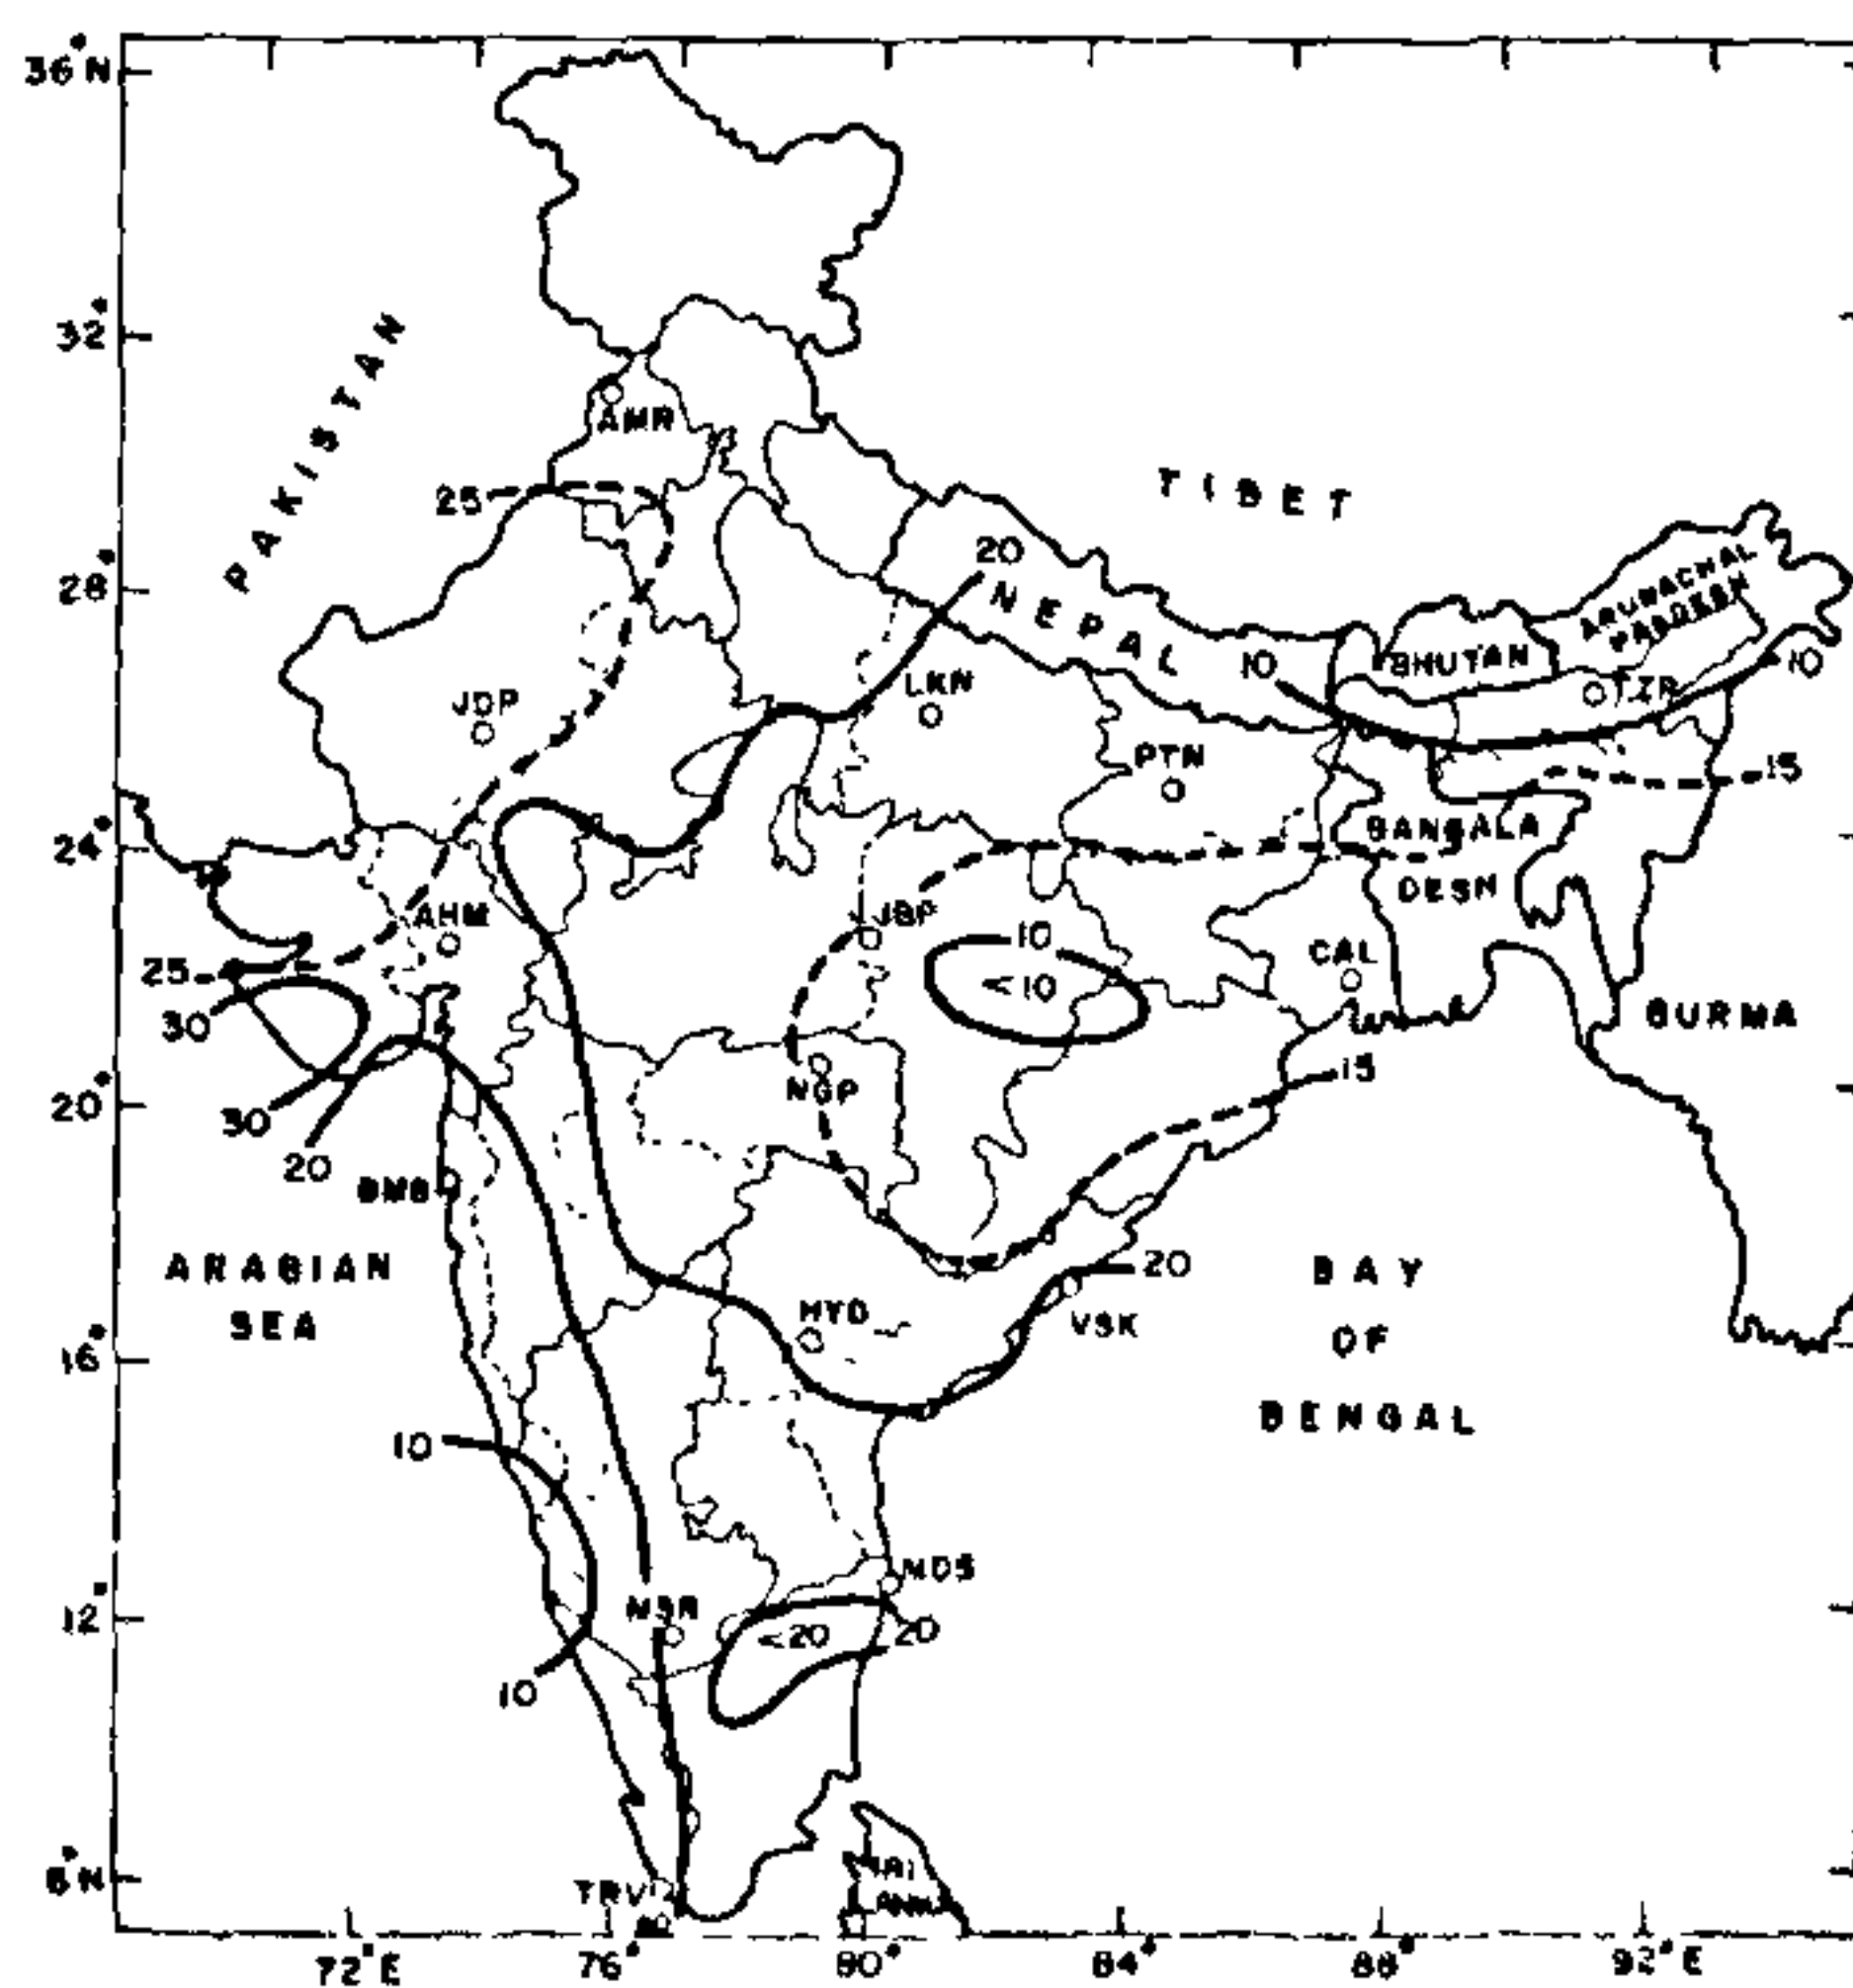 36°N
32°
28°
24°
20°
16°
12°
8°N
72°E
76°
80°
84°
88°
92°E
PAKISTAN
TIBET
NEPAL
BHUTAN
ARUNACHAL
PRADESH
BANGALA
DESH
BURMA
ARABIAN
SEA
BAY
OF
BENGAL
AMR
25
20
JDP
LKN
10
TZP
10
PTN
15
AHM
JBP
10
<10
CAL
25
30
30
20
NGP
15
BMB
20
HYD
VSK
10
MDS
<20
20
10
TRV